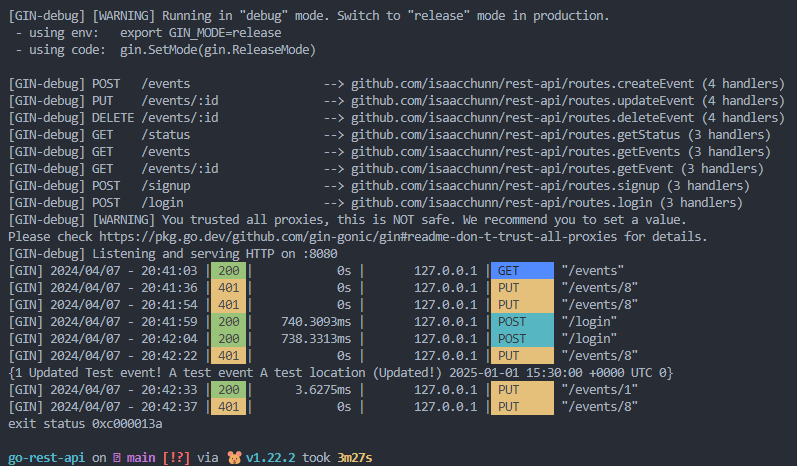 [GIN-debug] [WARNING] Running in "debug" mode. Switch to "release" mode in production.
 - using env:   export GIN_MODE=release
 - using code:  gin.SetMode(gin.ReleaseMode)

[GIN-debug] POST   /events                   --> github.com/isaacchunn/rest-api/routes.createEvent (4 handlers)
[GIN-debug] PUT    /events/:id               --> github.com/isaacchunn/rest-api/routes.updateEvent (4 handlers)
[GIN-debug] DELETE /events/:id               --> github.com/isaacchunn/rest-api/routes.deleteEvent (4 handlers)
[GIN-debug] GET    /status                   --> github.com/isaacchunn/rest-api/routes.getStatus (3 handlers)
[GIN-debug] GET    /events                   --> github.com/isaacchunn/rest-api/routes.getEvents (3 handlers)
[GIN-debug] GET    /events/:id               --> github.com/isaacchunn/rest-api/routes.getEvent (3 handlers)
[GIN-debug] POST   /signup                   --> github.com/isaacchunn/rest-api/routes.signup (3 handlers)
[GIN-debug] POST   /login                    --> github.com/isaacchunn/rest-api/routes.login (3 handlers)
[GIN-debug] [WARNING] You trusted all proxies, this is NOT safe. We recommend you to set a value.
Please check https://pkg.go.dev/github.com/gin-gonic/gin#readme-don-t-trust-all-proxies for details.
[GIN-debug] Listening and serving HTTP on :8080
[GIN] 2024/04/07 - 20:41:03 | 200 |            0s |       127.0.0.1 | GET      "/events"
[GIN] 2024/04/07 - 20:41:36 | 401 |            0s |       127.0.0.1 | PUT      "/events/8"
[GIN] 2024/04/07 - 20:41:54 | 401 |            0s |       127.0.0.1 | PUT      "/events/8"
[GIN] 2024/04/07 - 20:41:59 | 200 |    740.3093ms |       127.0.0.1 | POST     "/login"
[GIN] 2024/04/07 - 20:42:04 | 200 |    738.3313ms |       127.0.0.1 | POST     "/login"
[GIN] 2024/04/07 - 20:42:22 | 401 |            0s |       127.0.0.1 | PUT      "/events/8"
{1 Updated Test event! A test event A test location (Updated!) 2025-01-01 15:30:00 +0000 UTC 0}
[GIN] 2024/04/07 - 20:42:33 | 200 |      3.6275ms |       127.0.0.1 | PUT      "/events/1"
[GIN] 2024/04/07 - 20:42:37 | 401 |            0s |       127.0.0.1 | PUT      "/events/8"
exit status 0xc000013a

go-rest-api on main [!?] via 🐹 v1.22.2 took 3m27s